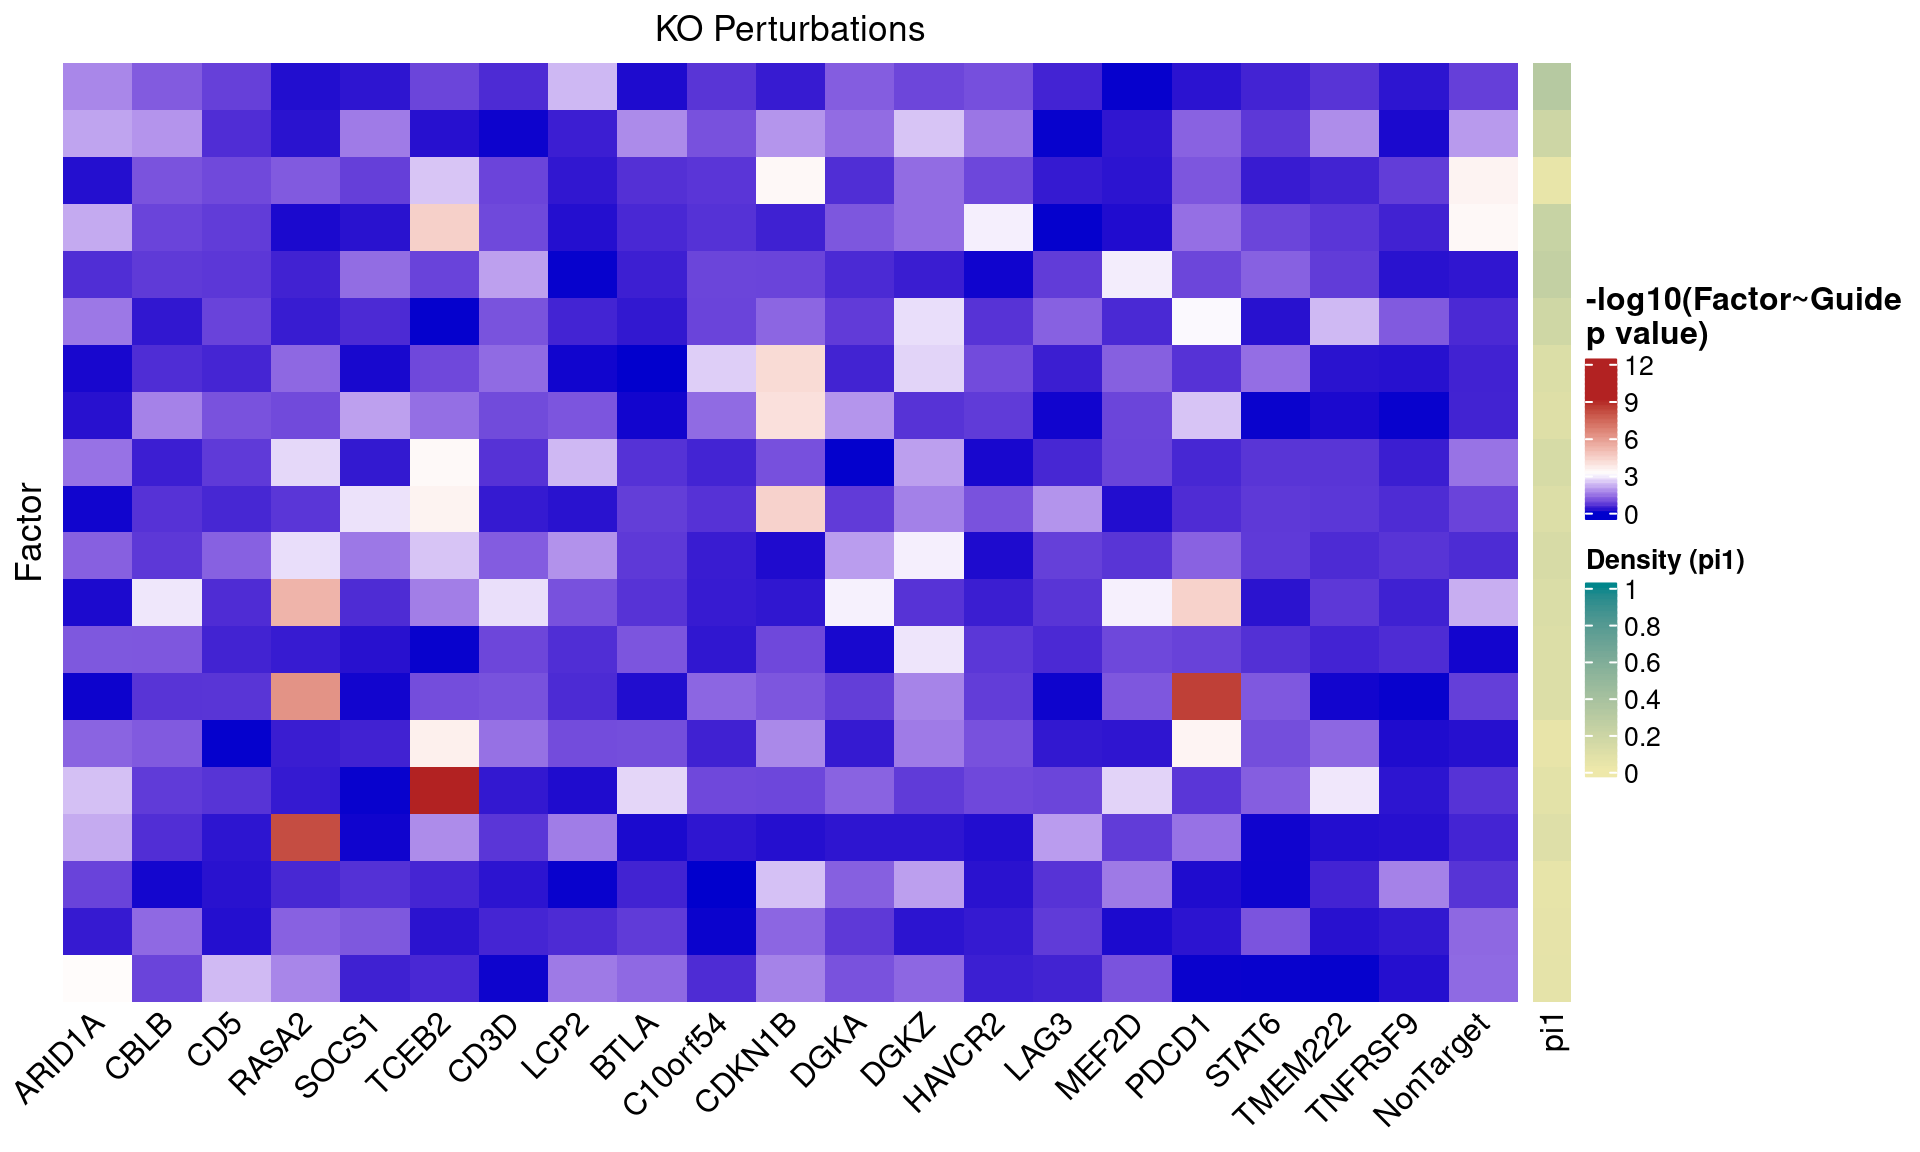 KO Perturbations
Factor
-log10(Factor~Guide
p value)
12
9
6
3
0
Density (pi1)
1
0.8
0.6
0.4
0.2
0
ARID1A
CBLB
CD5
RASA2
SOCS1
TCEB2
CD3D
LCP2
BTLA
C10orf54
CDKN1B
DGKA
DGKZ
HAVCR2
LAG3
MEF2D
PDCD1
STAT6
TMEM222
TNFRSF9
NonTarget
pi1